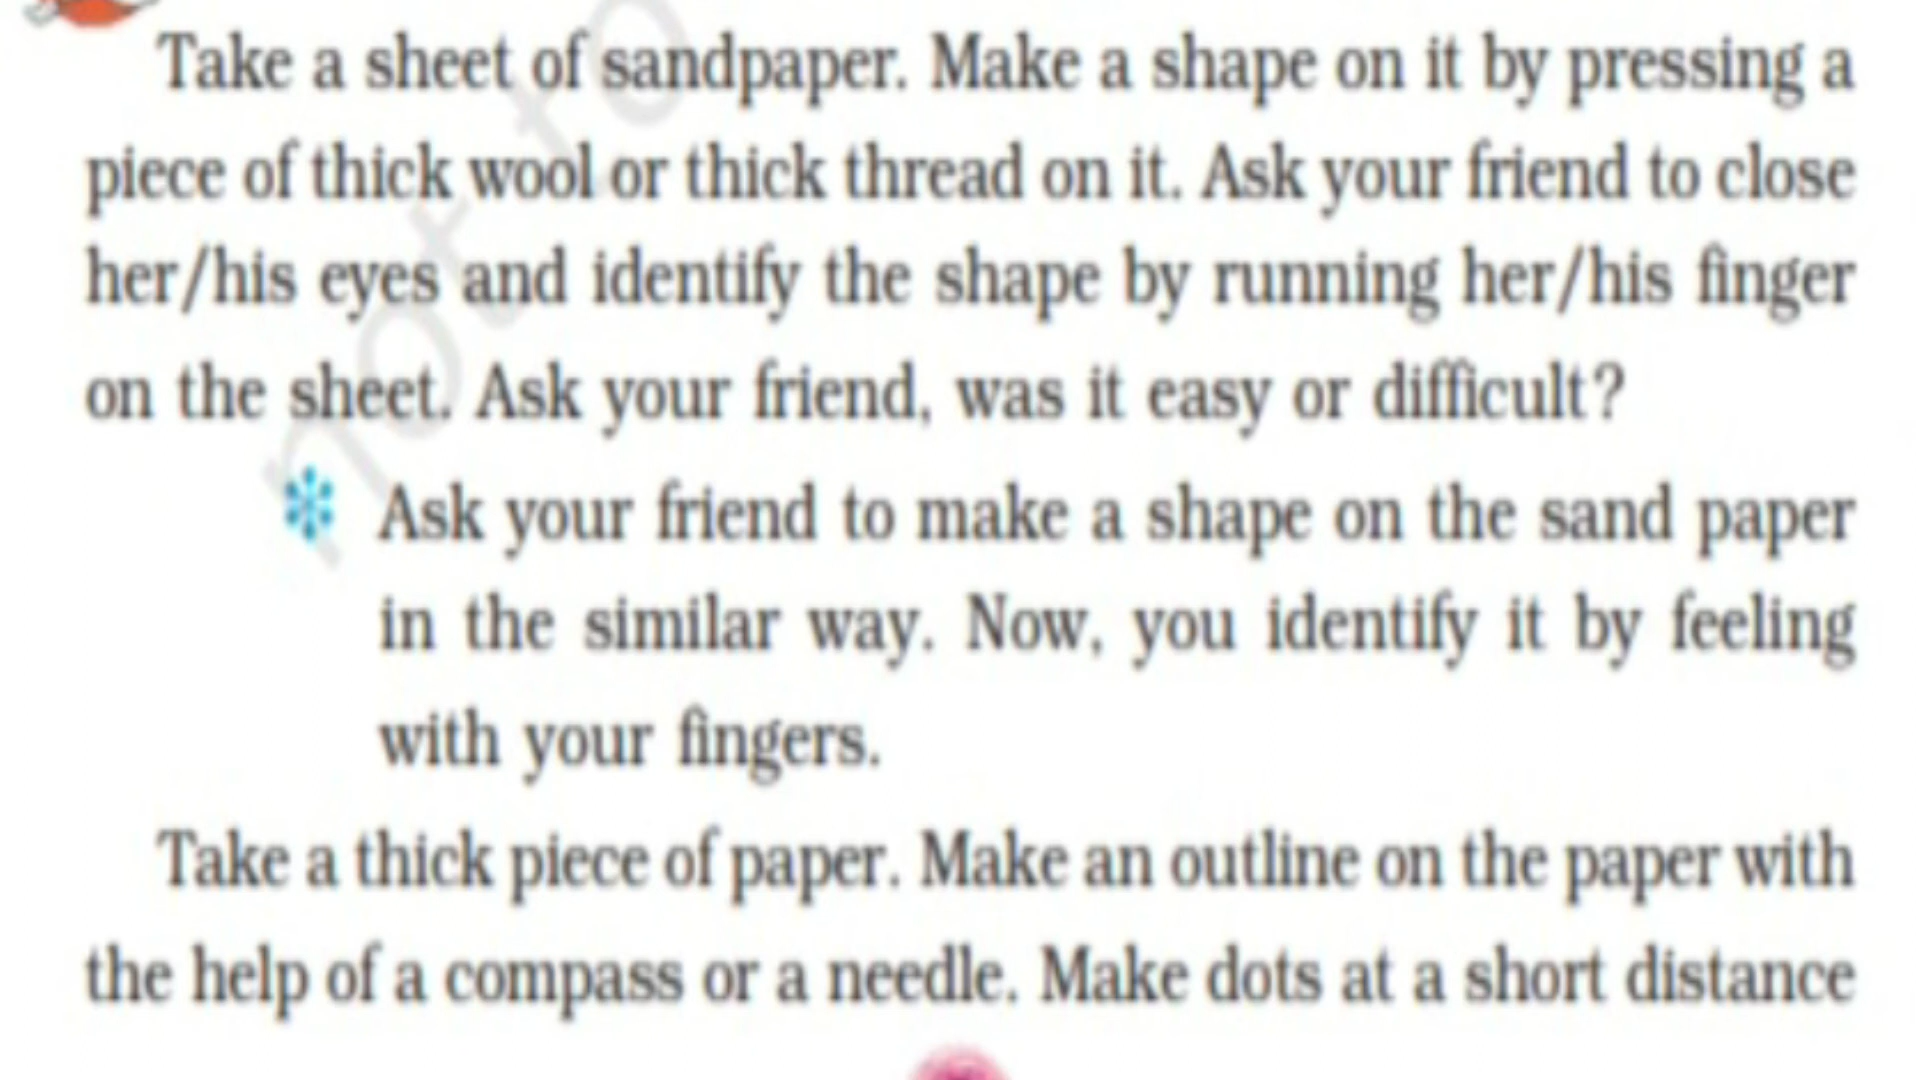 Take a sheet of sandpaper. Make a shape on it by pressing a
piece of thick wool or thick thread on it. Ask your friend to close
her/his eyes and identify the shape by running her/his finger
on the sheet. Ask your friend, was it easy or difficult?
Ask your friend to make a shape on the sand paper
in the similar way. Now, you identify it by feeling
with your fingers.
Take a thick piece of paper. Make an outline on the paper with
the help of a compass or a needle. Make dots at a short distance
not to